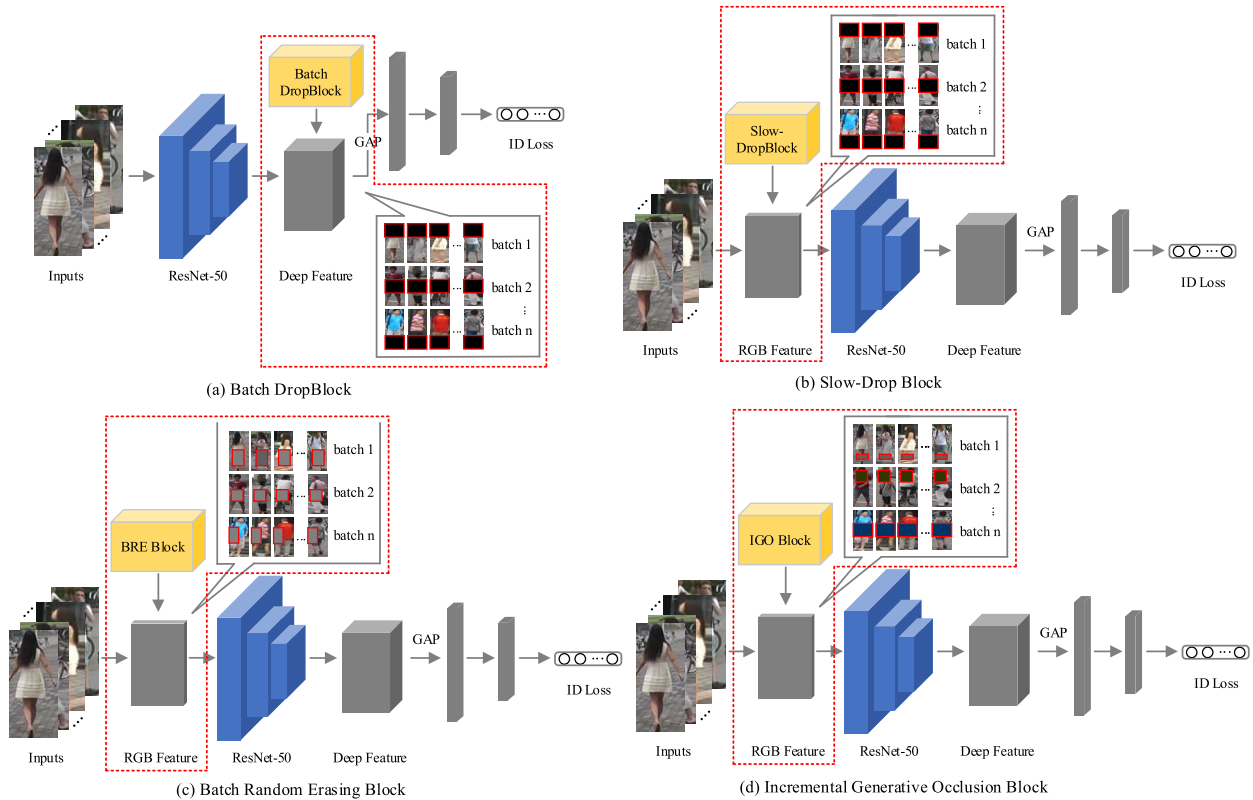 Batch
DropBlock
GAP
ID Loss
Inputs
ResNet-50
Deep Feature
batch 1
batch 2
batch n
(a) Batch DropBlock
batch 1
batch 2
batch n
Slow-
DropBlock
GAP
ID Loss
Inputs
RGB Feature
ResNet-50
Deep Feature
(b) Slow-Drop Block
batch 1
batch 2
batch n
BRE Block
GAP
ID Loss
Inputs
RGB Feature
ResNet-50
Deep Feature
(c) Batch Random Erasing Block
batch 1
batch 2
batch n
IGO Block
GAP
ID Loss
Inputs
RGB Feature
ResNet-50
Deep Feature
(d) Incremental Generative Occlusion Block